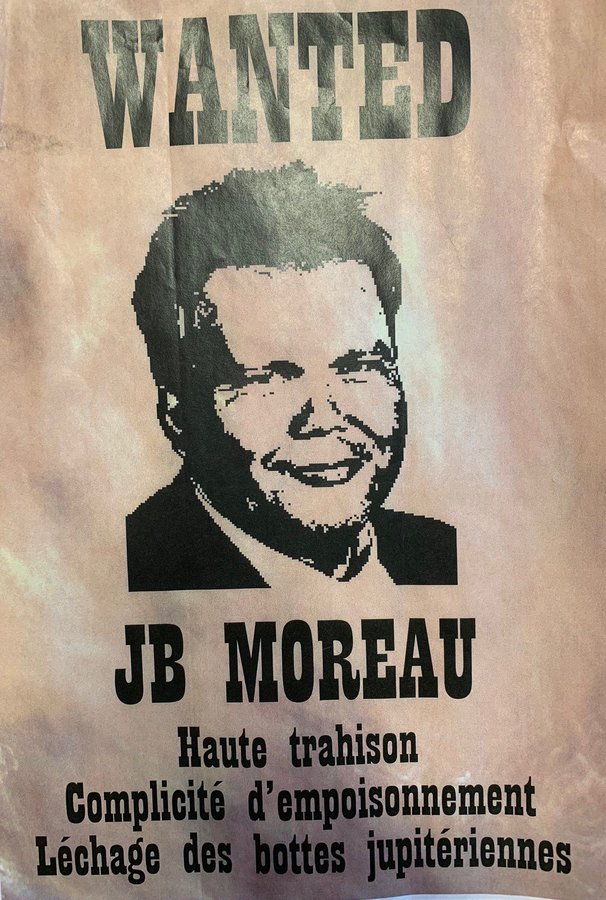 WANTED
JB MOREAU
Haute trahison
Complicité d'empoisonnement
Léchage des bottes jupitériennes